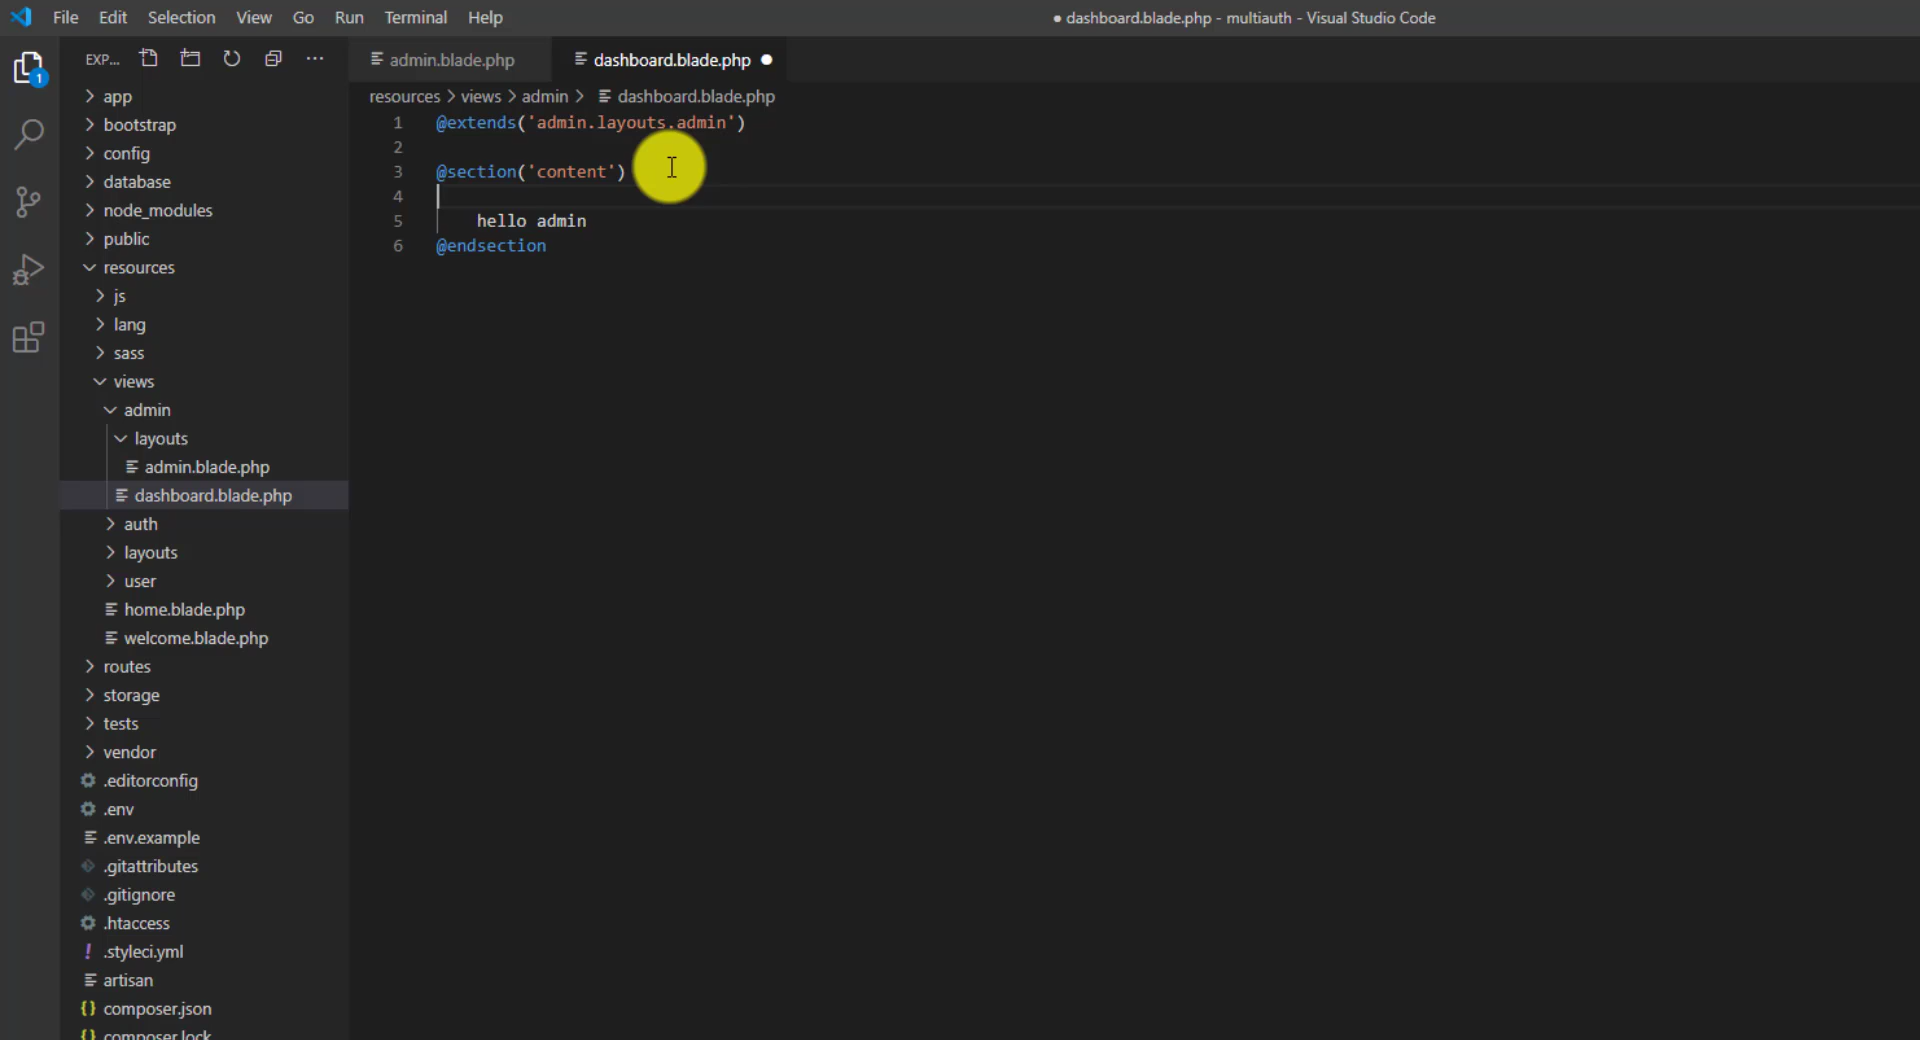 File Edit Selection View Go Run Terminal Help
● dashboard.blade.php - multiauth - Visual Studio Code
EXP...
admin.blade.php
dashboard.blade.php
resources > views > admin > dashboard.blade.php
1 @extends('admin.layouts.admin')
2
3 @section('content')
4
5 hello admin
6 @endsection
1
app
bootstrap
config
database
node_modules
public
resources
js
lang
sass
views
admin
layouts
admin.blade.php
dashboard.blade.php
auth
layouts
user
home.blade.php
welcome.blade.php
routes
storage
tests
vendor
.editorconfig
.env
.env.example
.gitattributes
.gitignore
.htaccess
.styleci.yml
artisan
composer.json
composer.lock